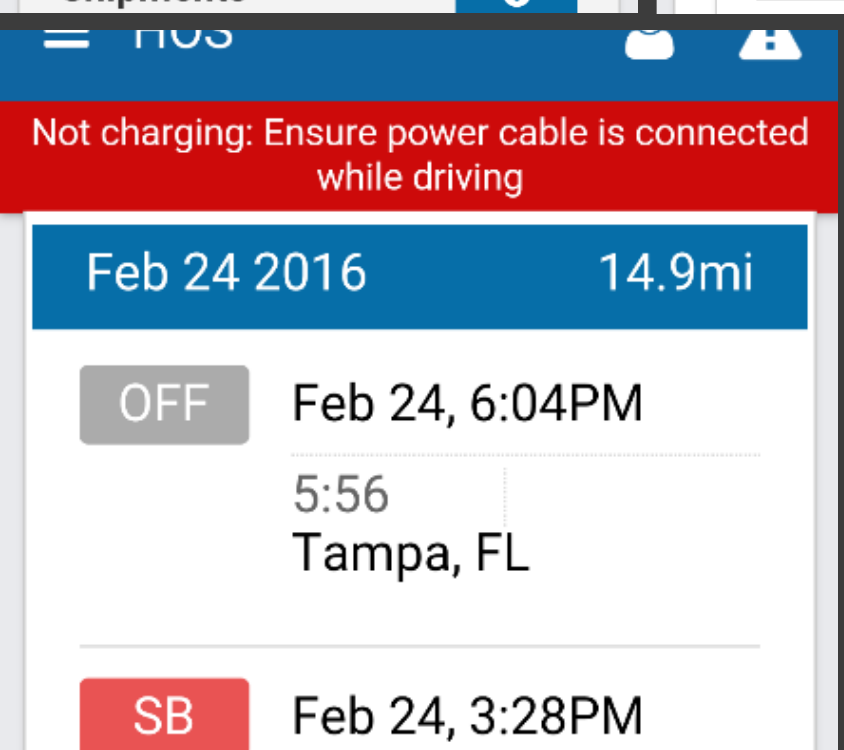 Shipments
HOS
Not charging: Ensure power cable is connected
while driving
Feb 24 2016 14.9mi
OFF Feb 24, 6:04PM
5:56
Tampa, FL
SB Feb 24, 3:28PM